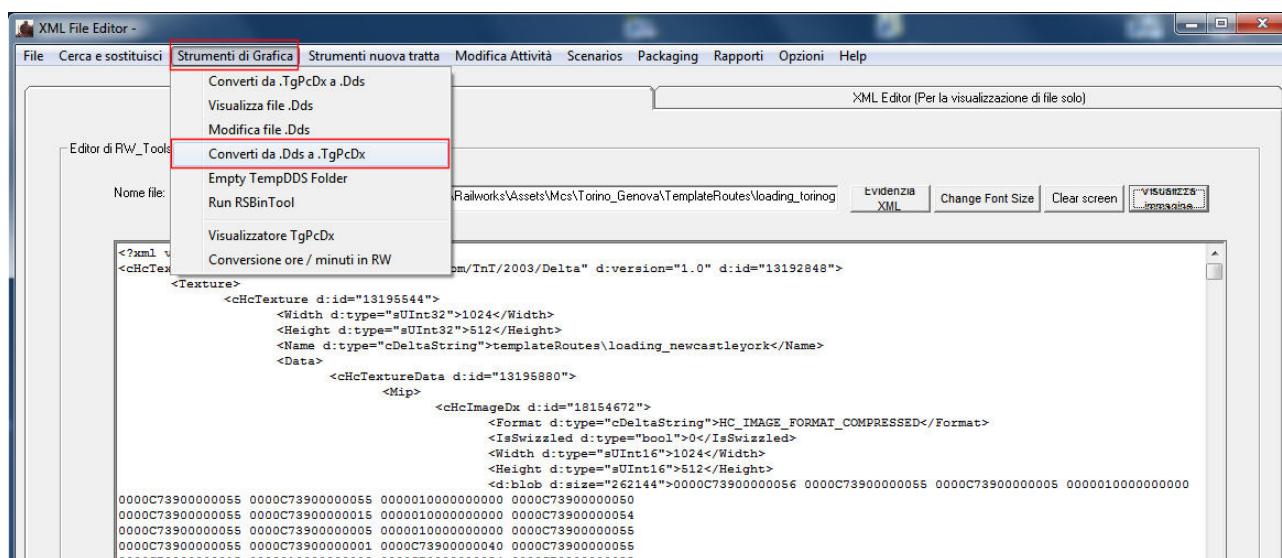 XML File Editor -
File Cerca e sostituisci Strumenti di Grafica Strumenti nuova tratta Modifica Attività Scenarios Packaging Rapporti Opzioni Help
Converti da .TgPcDx a .Dds
Visualizza file .Dds
XML Editor (Per la visualizzazione di file solo)
Modifica file .Dds
Editor di RW_Tools
Converti da .Dds a .TgPcDx
Empty TempDDS Folder
Nome file:
\Railworks\Assets\Mcs\Torino_Genova\TemplateRoutes\loading_torinog
Evidenzia XML
Change Font Size
Clear screen
Visualizza immagine
Run RSBinTool
Visualizzatore TgPcDx
Conversione ore / minuti in RW
<?xml v
<cHcTex om/TnT/2003/Delta" d:version="1.0" d:id="13192848">
<Texture>
<cHcTexture d:id="13195544">
<Width d:type="sUInt32">1024</Width>
<Height d:type="sUInt32">512</Height>
<Name d:type="cDeltaString">templateRoutes\loading_newcastleyork</Name>
<Data>
<cHcTextureData d:id="13195880">
<Mip>
<cHcImageDx d:id="18154672">
<Format d:type="cDeltaString">HC_IMAGE_FORMAT_COMPRESSED</Format>
<IsSwizzled d:type="bool">0</IsSwizzled>
<Width d:type="sUInt16">1024</Width>
<Height d:type="sUInt16">512</Height>
<d:blob d:size="262144">0000C73900000056 0000C73900000055 0000C73900000005 0000010000000000
0000C73900000055 0000C73900000055 0000010000000000 0000C73900000050
0000C73900000055 0000C73900000015 0000010000000000 0000C73900000054
0000C73900000055 0000C73900000005 0000010000000000 0000C73900000055
0000C73900000055 0000C73900000001 0000C73900000040 0000C73900000055